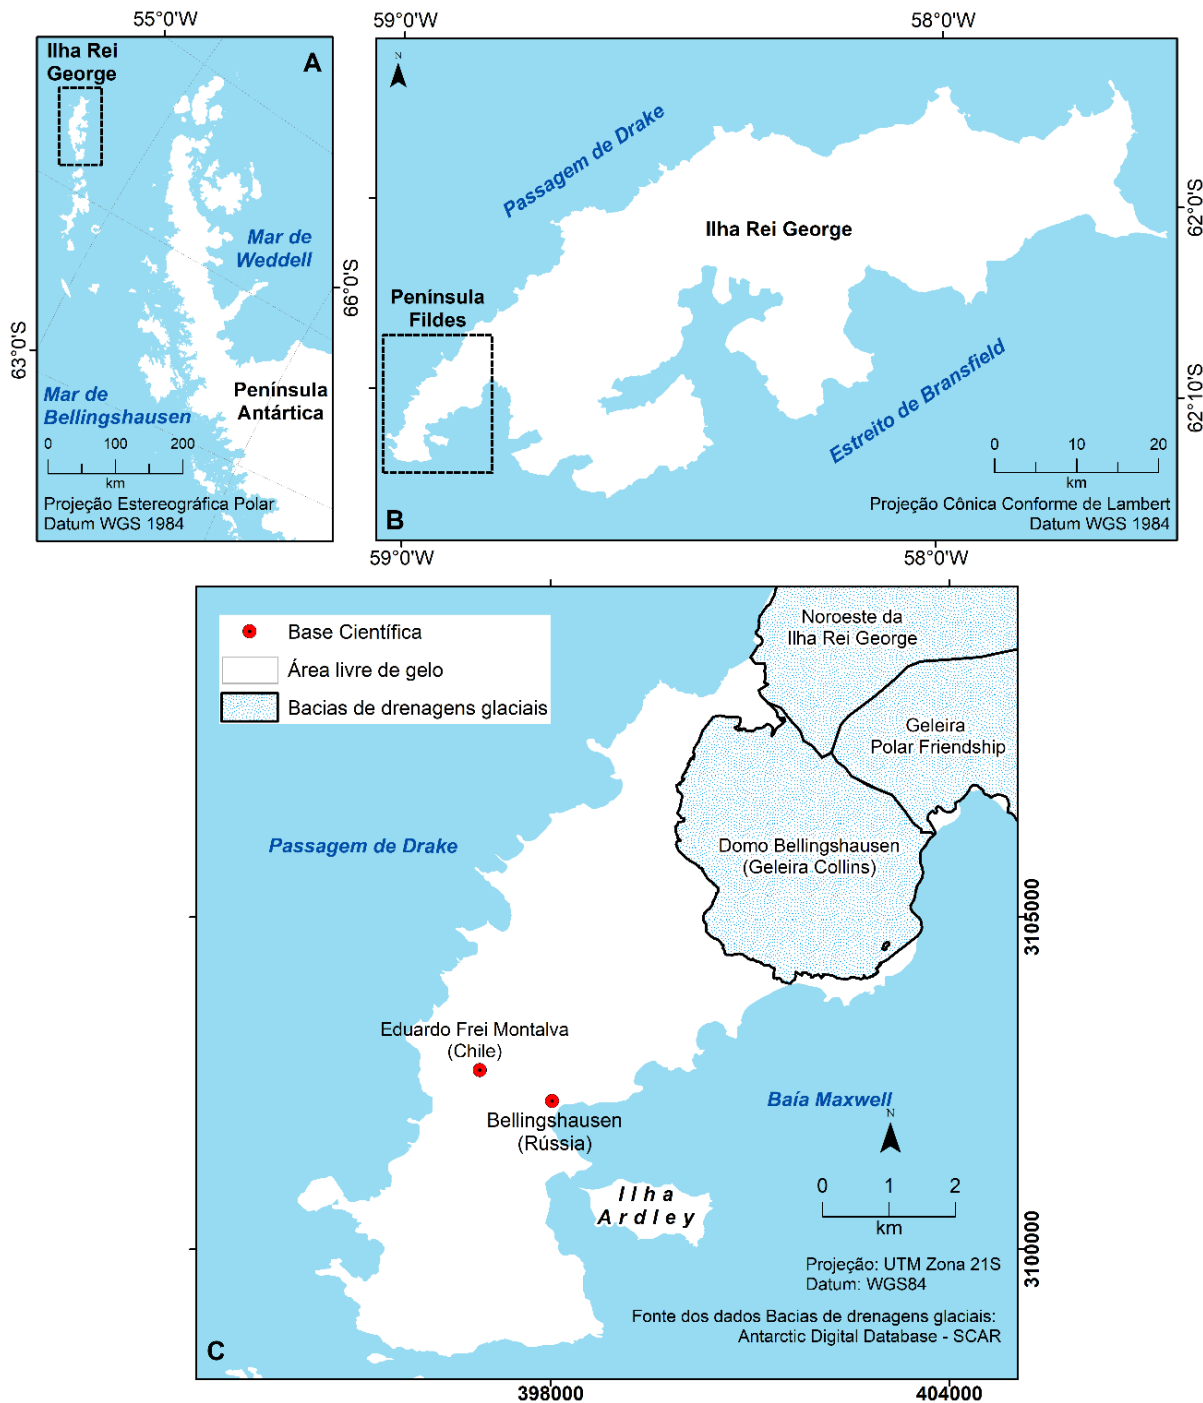 55°0'W
Ilha Rei
George
A
Mar de
Weddell
66°0'S
63°0'S
Península
Antártica
Mar de
Bellingshausen
0 100 200
km
Projeção Estereográfica Polar
Datum WGS 1984
59°0'W 58°0'W
N
Passagem de Drake
Ilha Rei George
62°0'S
Península
Fildes
Estreito de Bransfield
62°10'S
0 10 20
km
Projeção Cônica Conforme de Lambert
Datum WGS 1984
B
59°0'W 58°0'W
Base Científica
Área livre de gelo
Bacias de drenagens glaciais
Noroeste da
Ilha Rei George
Geleira
Polar Friendship
Passagem de Drake
Domo Bellingshausen
(Geleira Collins)
3105000
Eduardo Frei Montalva
(Chile)
Bellingshausen
(Rússia)
Baía Maxwell
N
Ilha
Ardley
0 1 2
km
3100000
Projeção: UTM Zona 21S
Datum: WGS84
Fonte dos dados Bacias de drenagens glaciais:
Antarctic Digital Database - SCAR
C
398000 404000